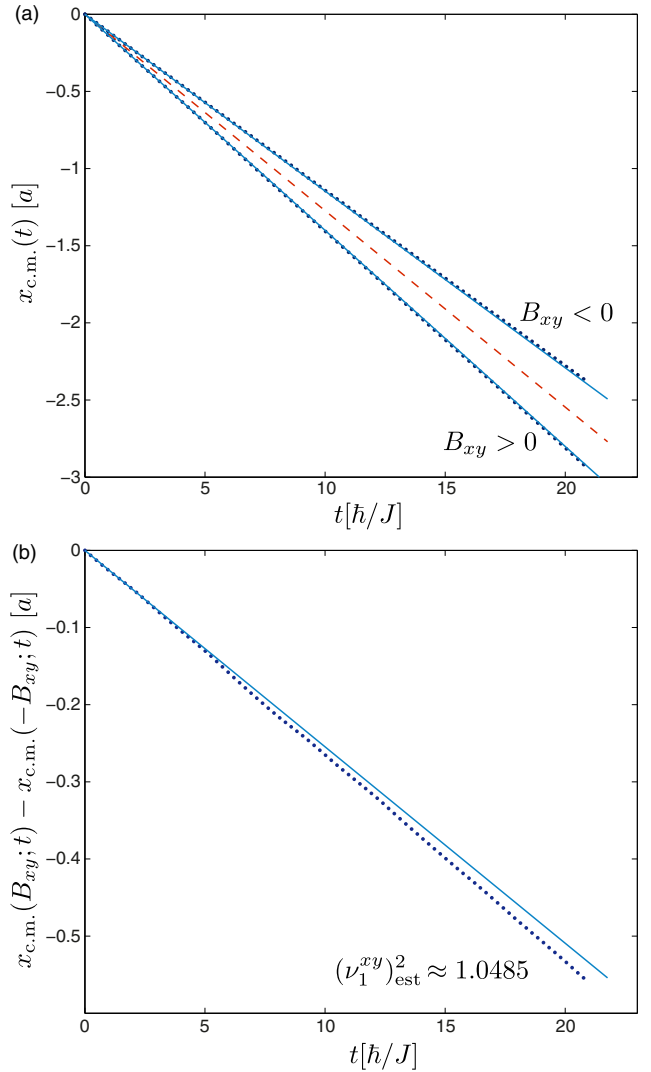 (a)
0
−0.5
−1
−1.5
−2
−2.5
−3
x_{c.m.}(t) [a]
B_{xy} < 0
B_{xy} > 0
0 5 10 15 20
t[ħ/J]
(b)
0
−0.1
−0.2
−0.3
−0.4
−0.5
x_{c.m.}(B_{xy}; t) − x_{c.m.}(−B_{xy}; t) [a]
(ν_1^{xy})^2_{est} ≈ 1.0485
0 5 10 15 20
t[ħ/J]